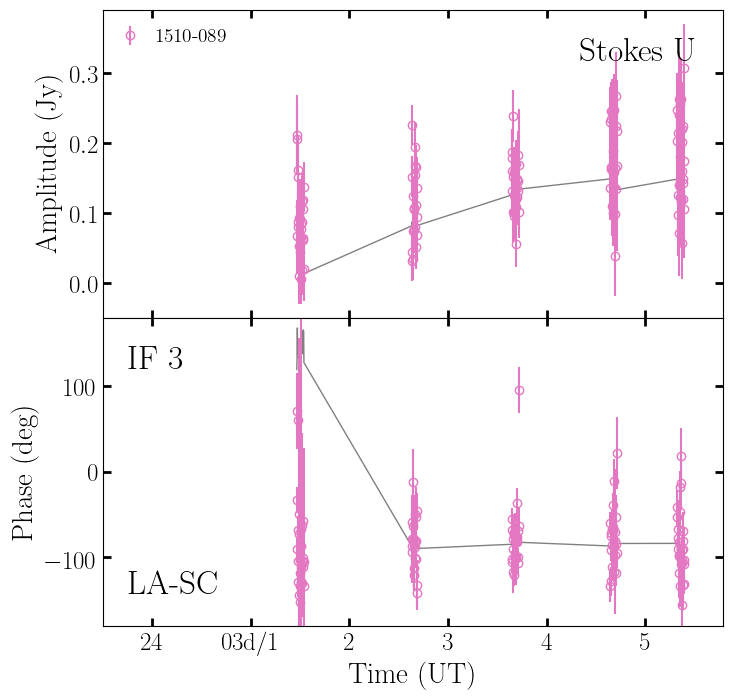 1510-089
Stokes U
0.3
0.2
0.1
0.0
Amplitude (Jy)
IF 3
100
0
−100
Phase (deg)
LA-SC
24 03d/1 2 3 4 5
Time (UT)